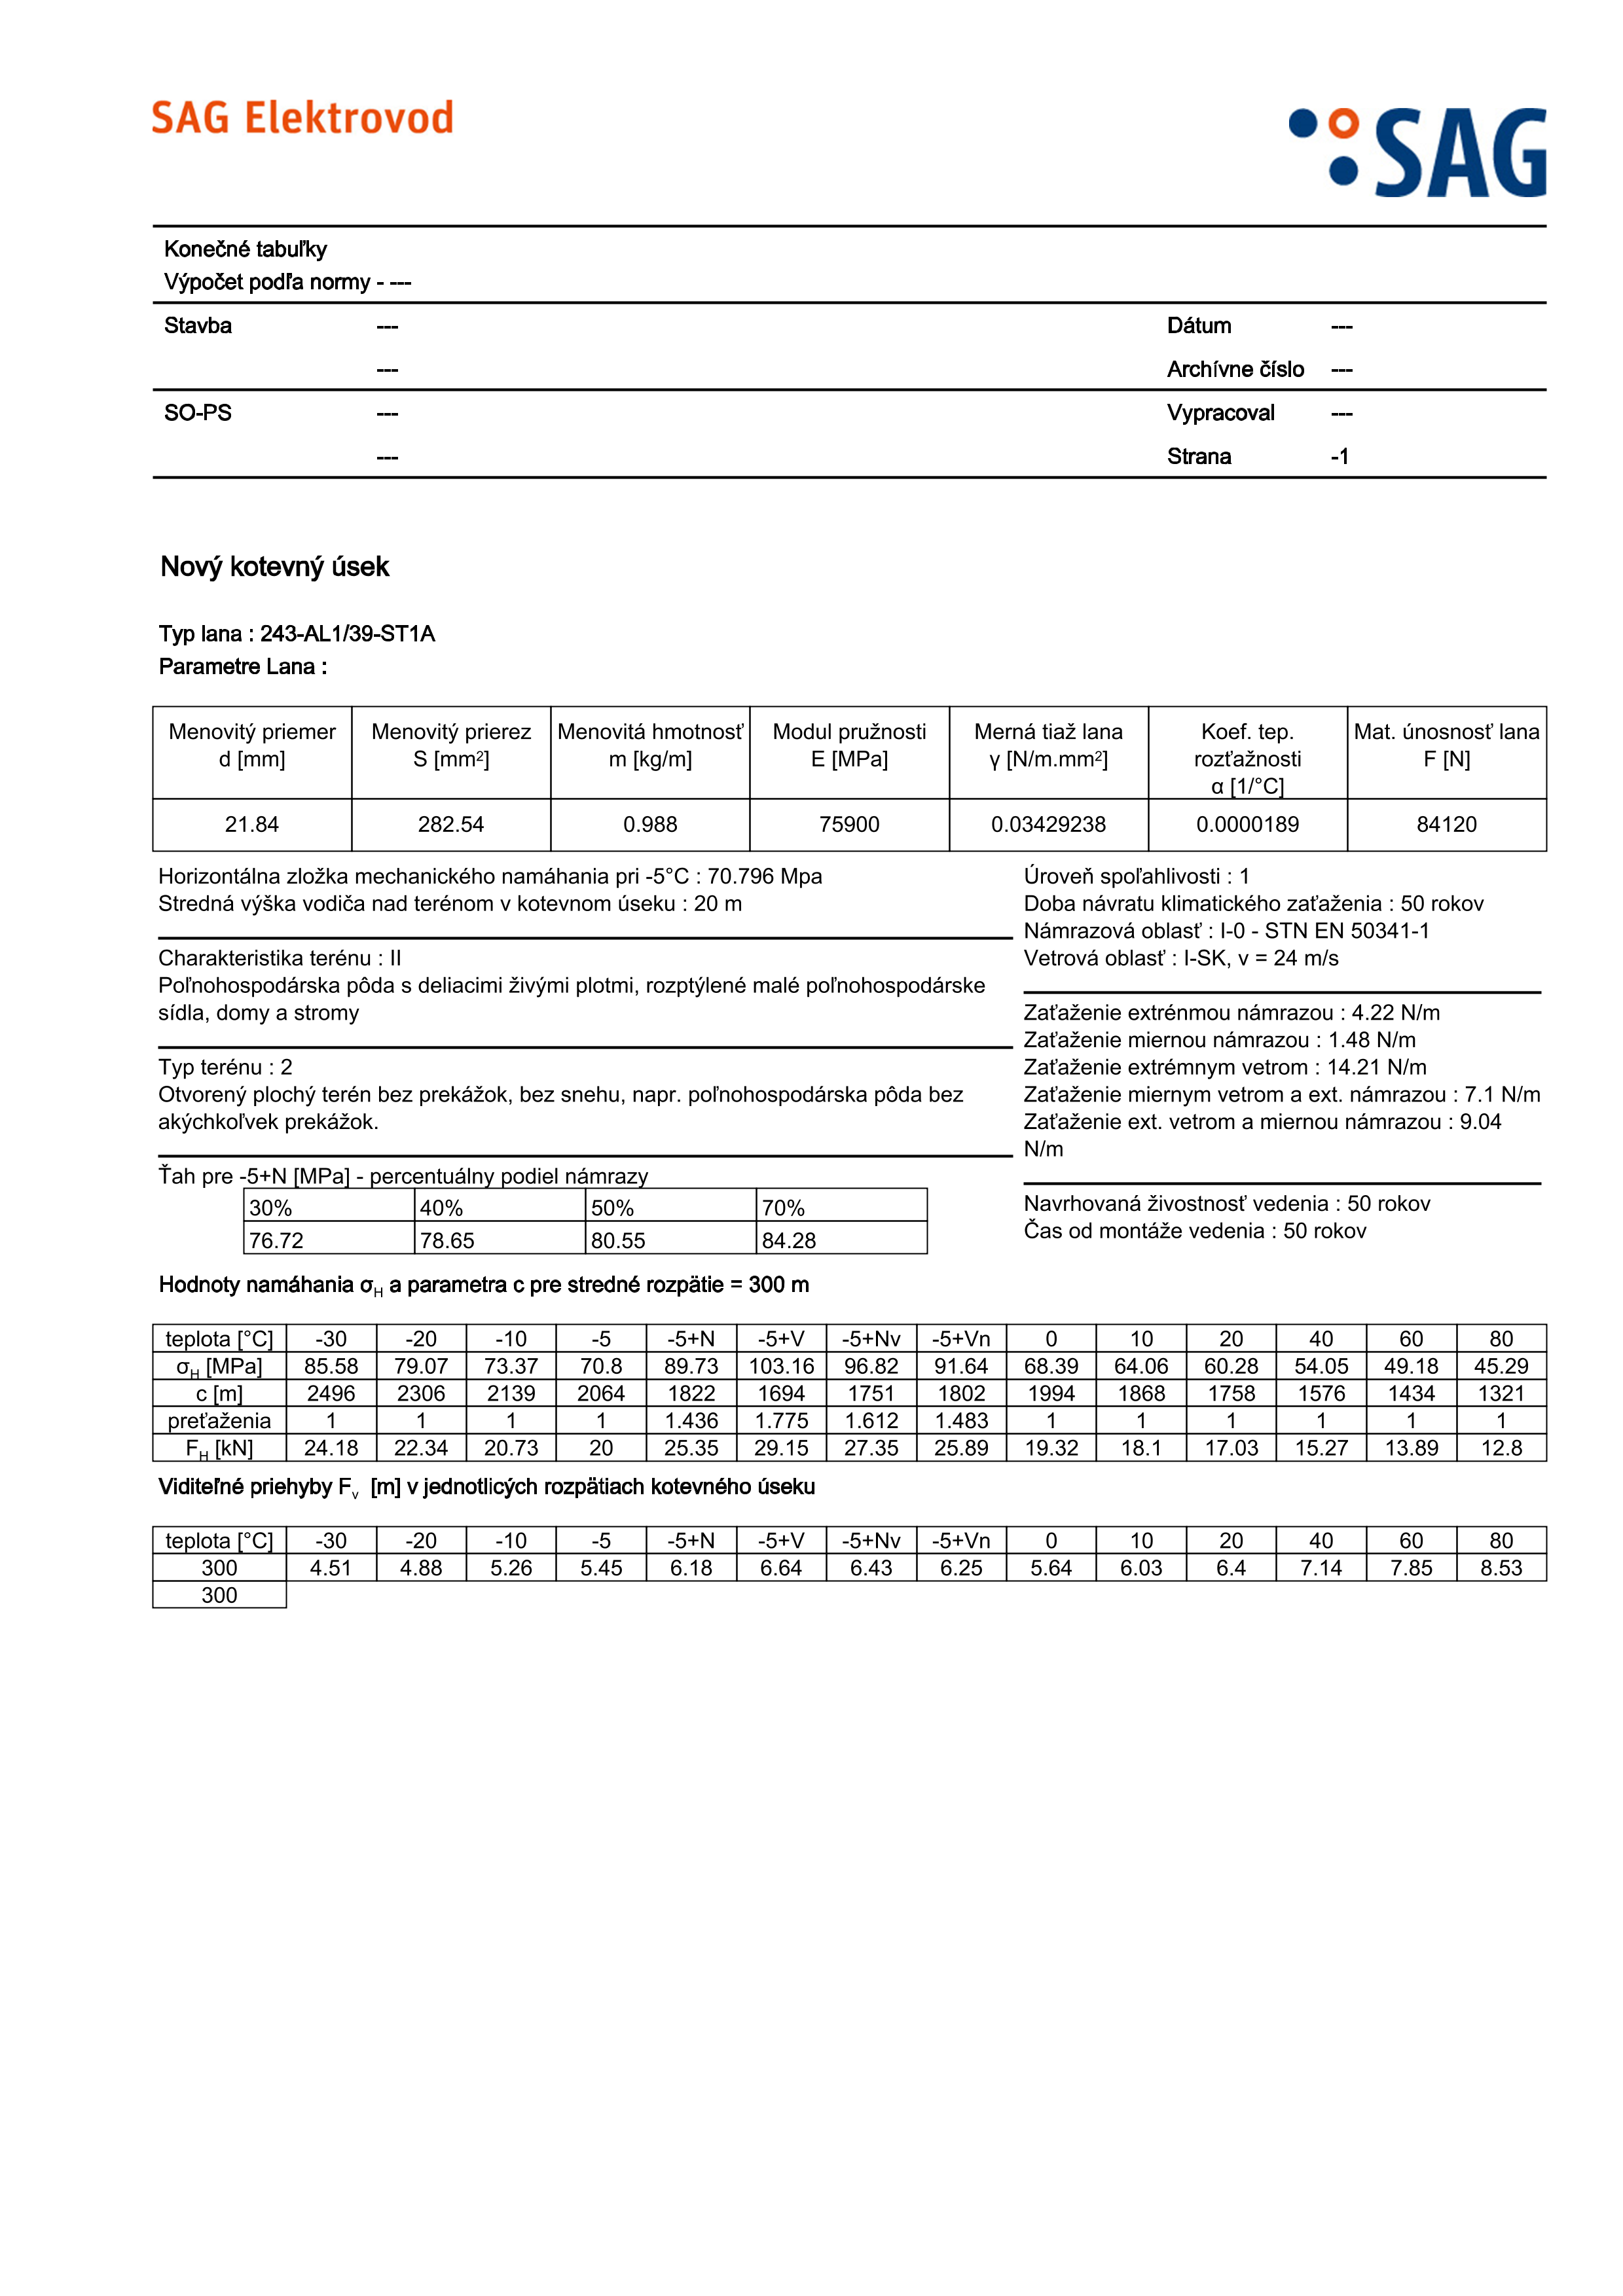 SAG Elektrovod
SAG
Konečné tabuľky
Výpočet podľa normy - ---
Stavba --- Dátum ---
--- Archívne číslo ---
SO-PS --- Vypracoval ---
--- Strana -1
Nový kotevný úsek
Typ lana : 243-AL1/39-ST1A
Parametre Lana :
Menovitý priemer Menovitý prierez Menovitá hmotnosť Modul pružnosti Merná tiaž lana Koef. tep. Mat. únosnosť lana
d [mm] S [mm²] m [kg/m] E [MPa] γ [N/m.mm²] rozťažnosti F [N]
α [1/°C]
21.84 282.54 0.988 75900 0.03429238 0.0000189 84120
Horizontálna zložka mechanického namáhania pri -5°C : 70.796 Mpa
Stredná výška vodiča nad terénom v kotevnom úseku : 20 m
Charakteristika terénu : II
Poľnohospodárska pôda s deliacimi živými plotmi, rozptýlené malé poľnohospodárske
sídla, domy a stromy
Typ terénu : 2
Otvorený plochý terén bez prekážok, bez snehu, napr. poľnohospodárska pôda bez
akýchkoľvek prekážok.
Ťah pre -5+N [MPa] - percentuálny podiel námrazy
30% 40% 50% 70%
76.72 78.65 80.55 84.28
Úroveň spoľahlivosti : 1
Doba návratu klimatického zaťaženia : 50 rokov
Námrazová oblasť : I-0 - STN EN 50341-1
Vetrová oblasť : I-SK, v = 24 m/s
Zaťaženie extrénmou námrazou : 4.22 N/m
Zaťaženie miernou námrazou : 1.48 N/m
Zaťaženie extrémnym vetrom : 14.21 N/m
Zaťaženie miernym vetrom a ext. námrazou : 7.1 N/m
Zaťaženie ext. vetrom a miernou námrazou : 9.04
N/m
Navrhovaná živostnosť vedenia : 50 rokov
Čas od montáže vedenia : 50 rokov
Hodnoty namáhania σH a parametra c pre stredné rozpätie = 300 m
teplota [°C] -30 -20 -10 -5 -5+N -5+V -5+Nv -5+Vn 0 10 20 40 60 80
σH [MPa] 85.58 79.07 73.37 70.8 89.73 103.16 96.82 91.64 68.39 64.06 60.28 54.05 49.18 45.29
c [m] 2496 2306 2139 2064 1822 1694 1751 1802 1994 1868 1758 1576 1434 1321
preťaženia 1 1 1 1 1.436 1.775 1.612 1.483 1 1 1 1 1 1
FH [kN] 24.18 22.34 20.73 20 25.35 29.15 27.35 25.89 19.32 18.1 17.03 15.27 13.89 12.8
Viditeľné priehyby Fv [m] v jednotlicých rozpätiach kotevného úseku
teplota [°C] -30 -20 -10 -5 -5+N -5+V -5+Nv -5+Vn 0 10 20 40 60 80
300 4.51 4.88 5.26 5.45 6.18 6.64 6.43 6.25 5.64 6.03 6.4 7.14 7.85 8.53
300